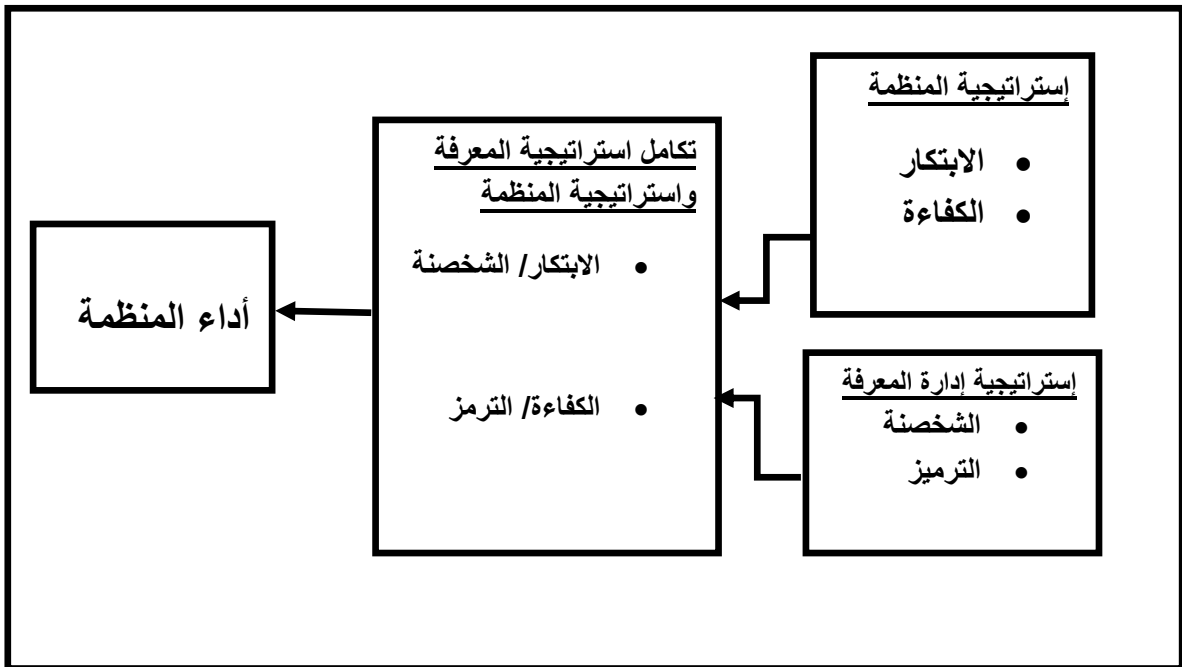 إستراتيجية المنظمة
• الابتكار
• الكفاءة
إستراتيجية إدارة المعرفة
• الشخصنة
• الترميز
تكامل استراتيجية المعرفة
واستراتيجية المنظمة
• الابتكار/ الشخصنة
• الكفاءة/ الترمز
أداء المنظمة